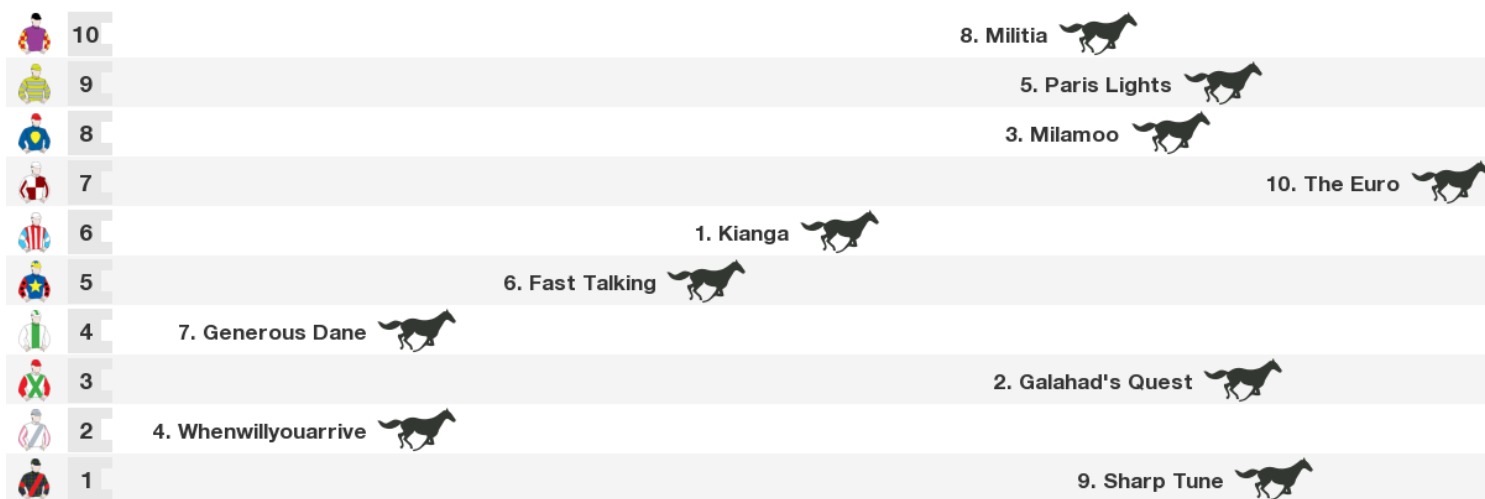 10 8. Militia
9 5. Paris Lights
8 3. Milamoo
7 10. The Euro
6 1. Kianga
5 6. Fast Talking
4 7. Generous Dane
3 2. Galahad's Quest
2 4. Whenwillyouarrive
1 9. Sharp Tune